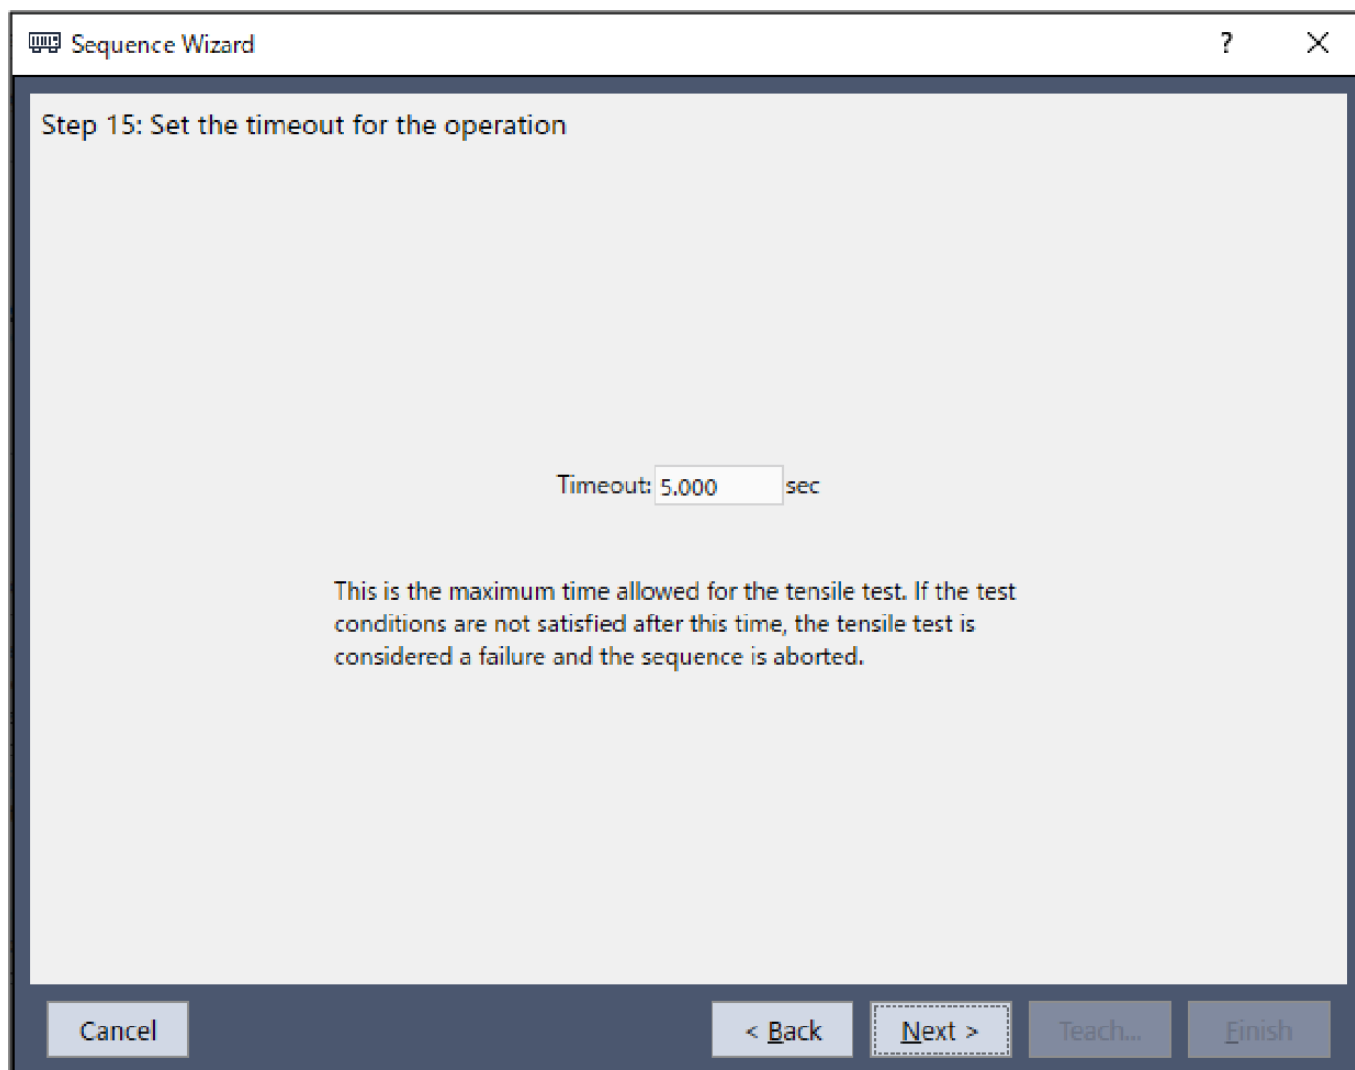 Sequence Wizard
?
Step 15: Set the timeout for the operation
Timeout: 5.000 sec
This is the maximum time allowed for the tensile test. If the test
conditions are not satisfied after this time, the tensile test is
considered a failure and the sequence is aborted.
Cancel < Back Next > Teach... Finish